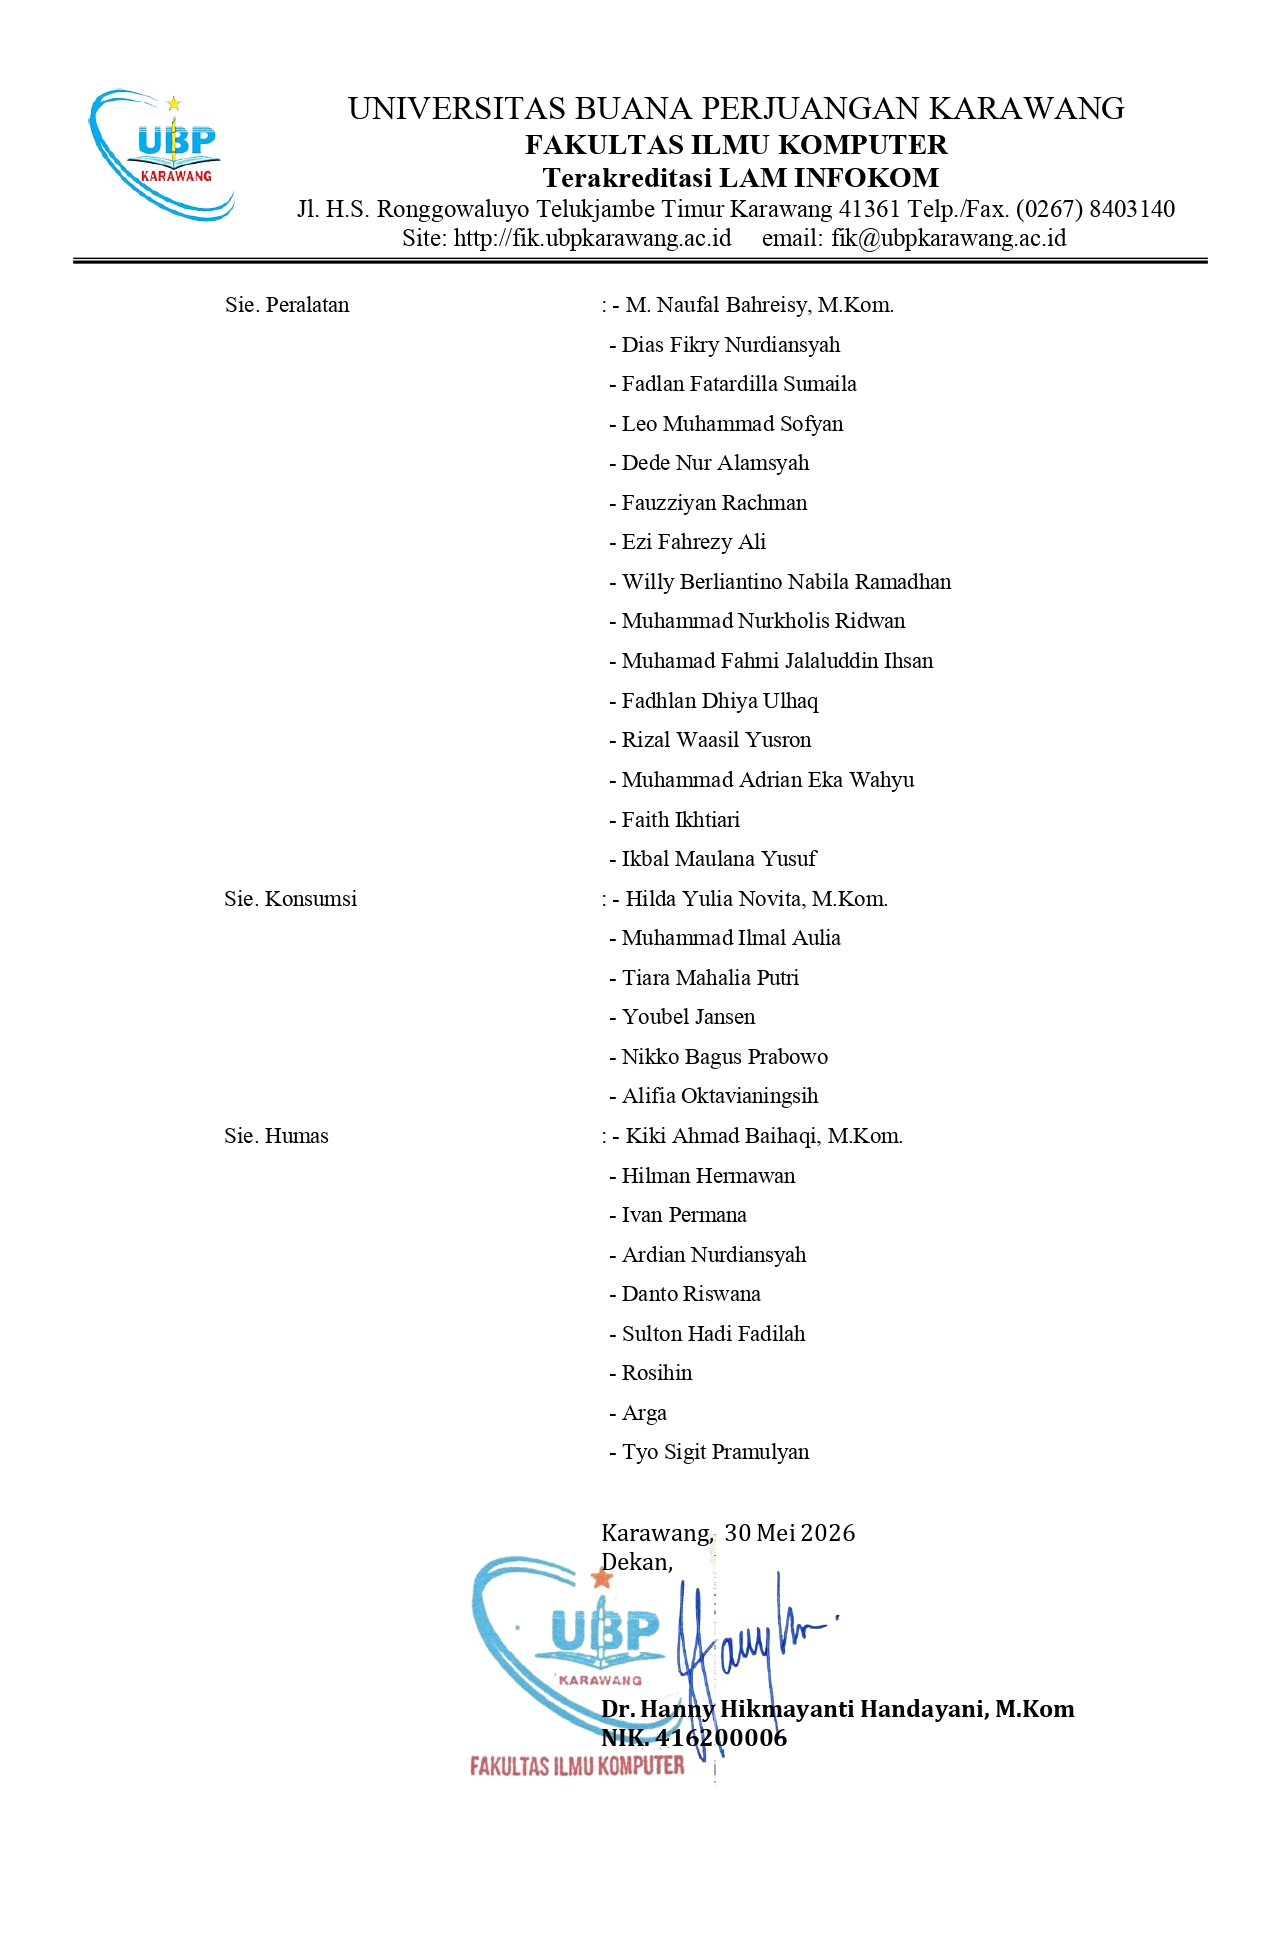 UBP
KARAWANG
UNIVERSITAS BUANA PERJUANGAN KARAWANG
FAKULTAS ILMU KOMPUTER
Terakreditasi LAM INFOKOM
Jl. H.S. Ronggowaluyo Telukjambe Timur Karawang 41361 Telp./Fax. (0267) 8403140
Site: http://fik.ubpkarawang.ac.id email: fik@ubpkarawang.ac.id
Sie. Peralatan : - M. Naufal Bahreisy, M.Kom.
- Dias Fikry Nurdiansyah
- Fadlan Fatardilla Sumaila
- Leo Muhammad Sofyan
- Dede Nur Alamsyah
- Fauzziyan Rachman
- Ezi Fahrezy Ali
- Willy Berliantino Nabila Ramadhan
- Muhammad Nurkholis Ridwan
- Muhamad Fahmi Jalaluddin Ihsan
- Fadhlan Dhiya Ulhaq
- Rizal Waasil Yusron
- Muhammad Adrian Eka Wahyu
- Faith Ikhtiari
- Ikbal Maulana Yusuf
Sie. Konsumsi : - Hilda Yulia Novita, M.Kom.
- Muhammad Ilmal Aulia
- Tiara Mahalia Putri
- Youbel Jansen
- Nikko Bagus Prabowo
- Alifia Oktavianingsih
Sie. Humas : - Kiki Ahmad Baihaqi, M.Kom.
- Hilman Hermawan
- Ivan Permana
- Ardian Nurdiansyah
- Danto Riswana
- Sulton Hadi Fadilah
- Rosihin
- Arga
- Tyo Sigit Pramulyan
Karawang, 30 Mei 2026
Dekan,
UBP
KARAWANG
Dr. Hanny Hikmayanti Handayani, M.Kom
NIK. 416200006
FAKULTAS ILMU KOMPUTER